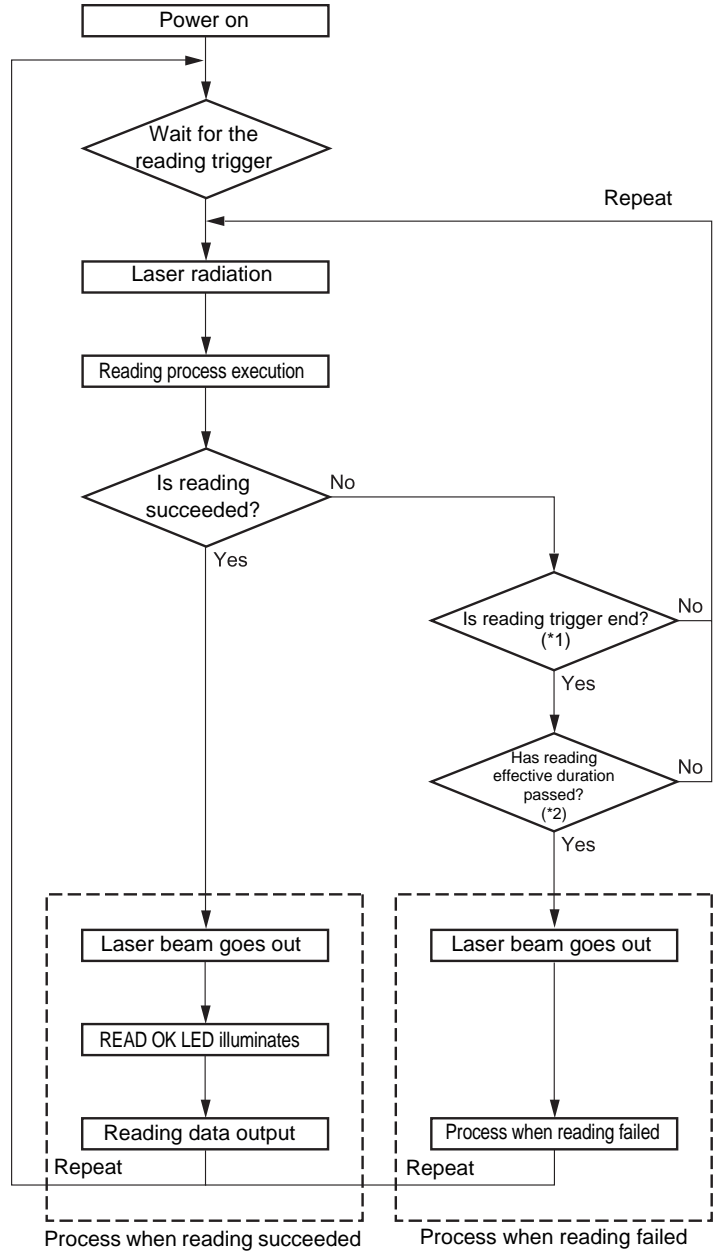 Power on
Wait for the
reading trigger
Repeat
Laser radiation
Reading process execution
Is reading
succeeded?
No
Yes
Is reading trigger end?
(*1)
No
Yes
Has reading
effective duration
passed?
(*2)
No
Yes
Laser beam goes out
Laser beam goes out
READ OK LED illuminates
Reading data output
Process when reading failed
Repeat
Repeat
Process when reading succeeded
Process when reading failed